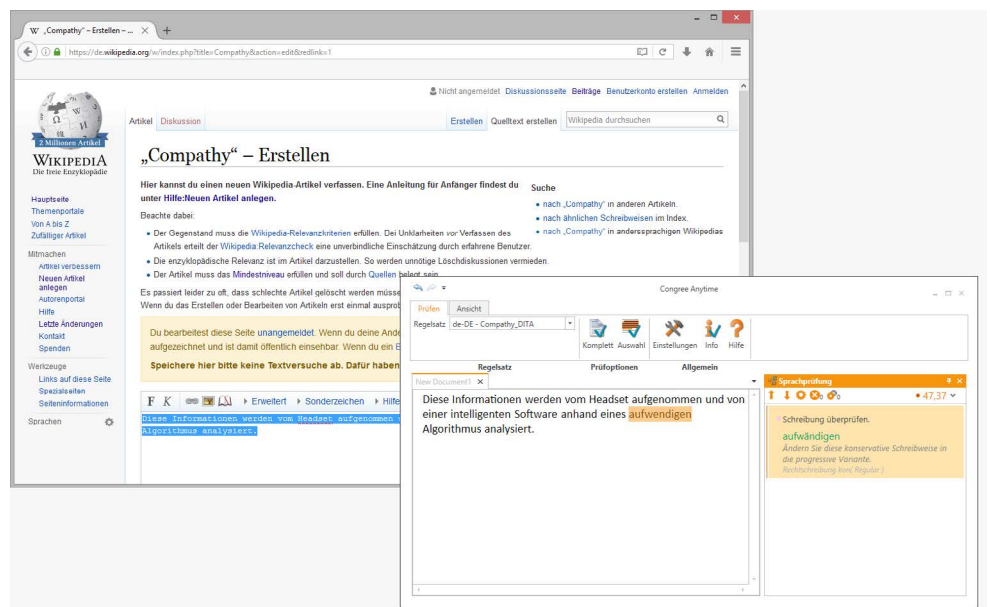 W „Compathy“ – Erstellen – ...
https://de.wikipedia.org/w/index.php?title=Compathy&action=edit&redlink=1
Nicht angemeldet Diskussionsseite Beiträge Benutzerkonto erstellen Anmelden
Artikel Diskussion Erstellen Quelltext erstellen Wikipedia durchsuchen
2 Millionen Artikel
WIKIPEDIA
Die freie Enzyklopädie
Hauptseite
Themenportale
Von A bis Z
Zufälliger Artikel
Mitmachen
Artikel verbessern
Neuen Artikel
anlegen
Autorenportal
Hilfe
Letzte Änderungen
Kontakt
Spenden
Werkzeuge
Links auf diese Seite
Spezialseiten
Seiteninformationen
Sprachen
„Compathy“ – Erstellen
Hier kannst du einen neuen Wikipedia-Artikel verfassen. Eine Anleitung für Anfänger findest du
unter Hilfe:Neuen Artikel anlegen.
Beachte dabei:
• Der Gegenstand muss die Wikipedia-Relevanzkriterien erfüllen. Bei Unklarheiten vor Verfassen des
Artikels erteilt der Wikipedia:Relevanzcheck eine unverbindliche Einschätzung durch erfahrene Benutzer.
• Die enzyklopädische Relevanz ist im Artikel darzustellen. So werden unnötige Löschdiskussionen vermieden.
• Der Artikel muss das Mindestniveau erfüllen und soll durch Quellen belegt sein.
Es passiert leider zu oft, dass schlechte Artikel gelöscht werden müsse
Wenn du das Erstellen oder Bearbeiten von Artikeln erst einmal auspro
Suche
• nach „Compathy“ in anderen Artikeln.
• nach ähnlichen Schreibweisen im Index.
• nach „Compathy“ in anderssprachigen Wikipedias
Du bearbeitest diese Seite unangemeldet. Wenn du deine Ände
aufgezeichnet und ist damit öffentlich einsehbar. Wenn du ein
Speichere hier bitte keine Textversuche ab. Dafür haben
F K Erweitert Sonderzeichen Hilfe
Diese Informationen werden vom Headset aufgenommen
Algorithmus analysiert.
Congree Anytime
Prüfen Ansicht
Regelsatz de-DE - Compathy_DITA
Komplett Auswahl Einstellungen Info Hilfe
Regelsatz Prüfoptionen Allgemein
New Document1
Diese Informationen werden vom Headset aufgenommen und von
einer intelligenten Software anhand eines aufwendigen
Algorithmus analysiert.
Sprachprüfung
47,37
Schreibung überprüfen.
aufwändigen
Ändern Sie diese konservative Schreibweise in
die progressive Variante.
Rechtschreibung kons( Regular )